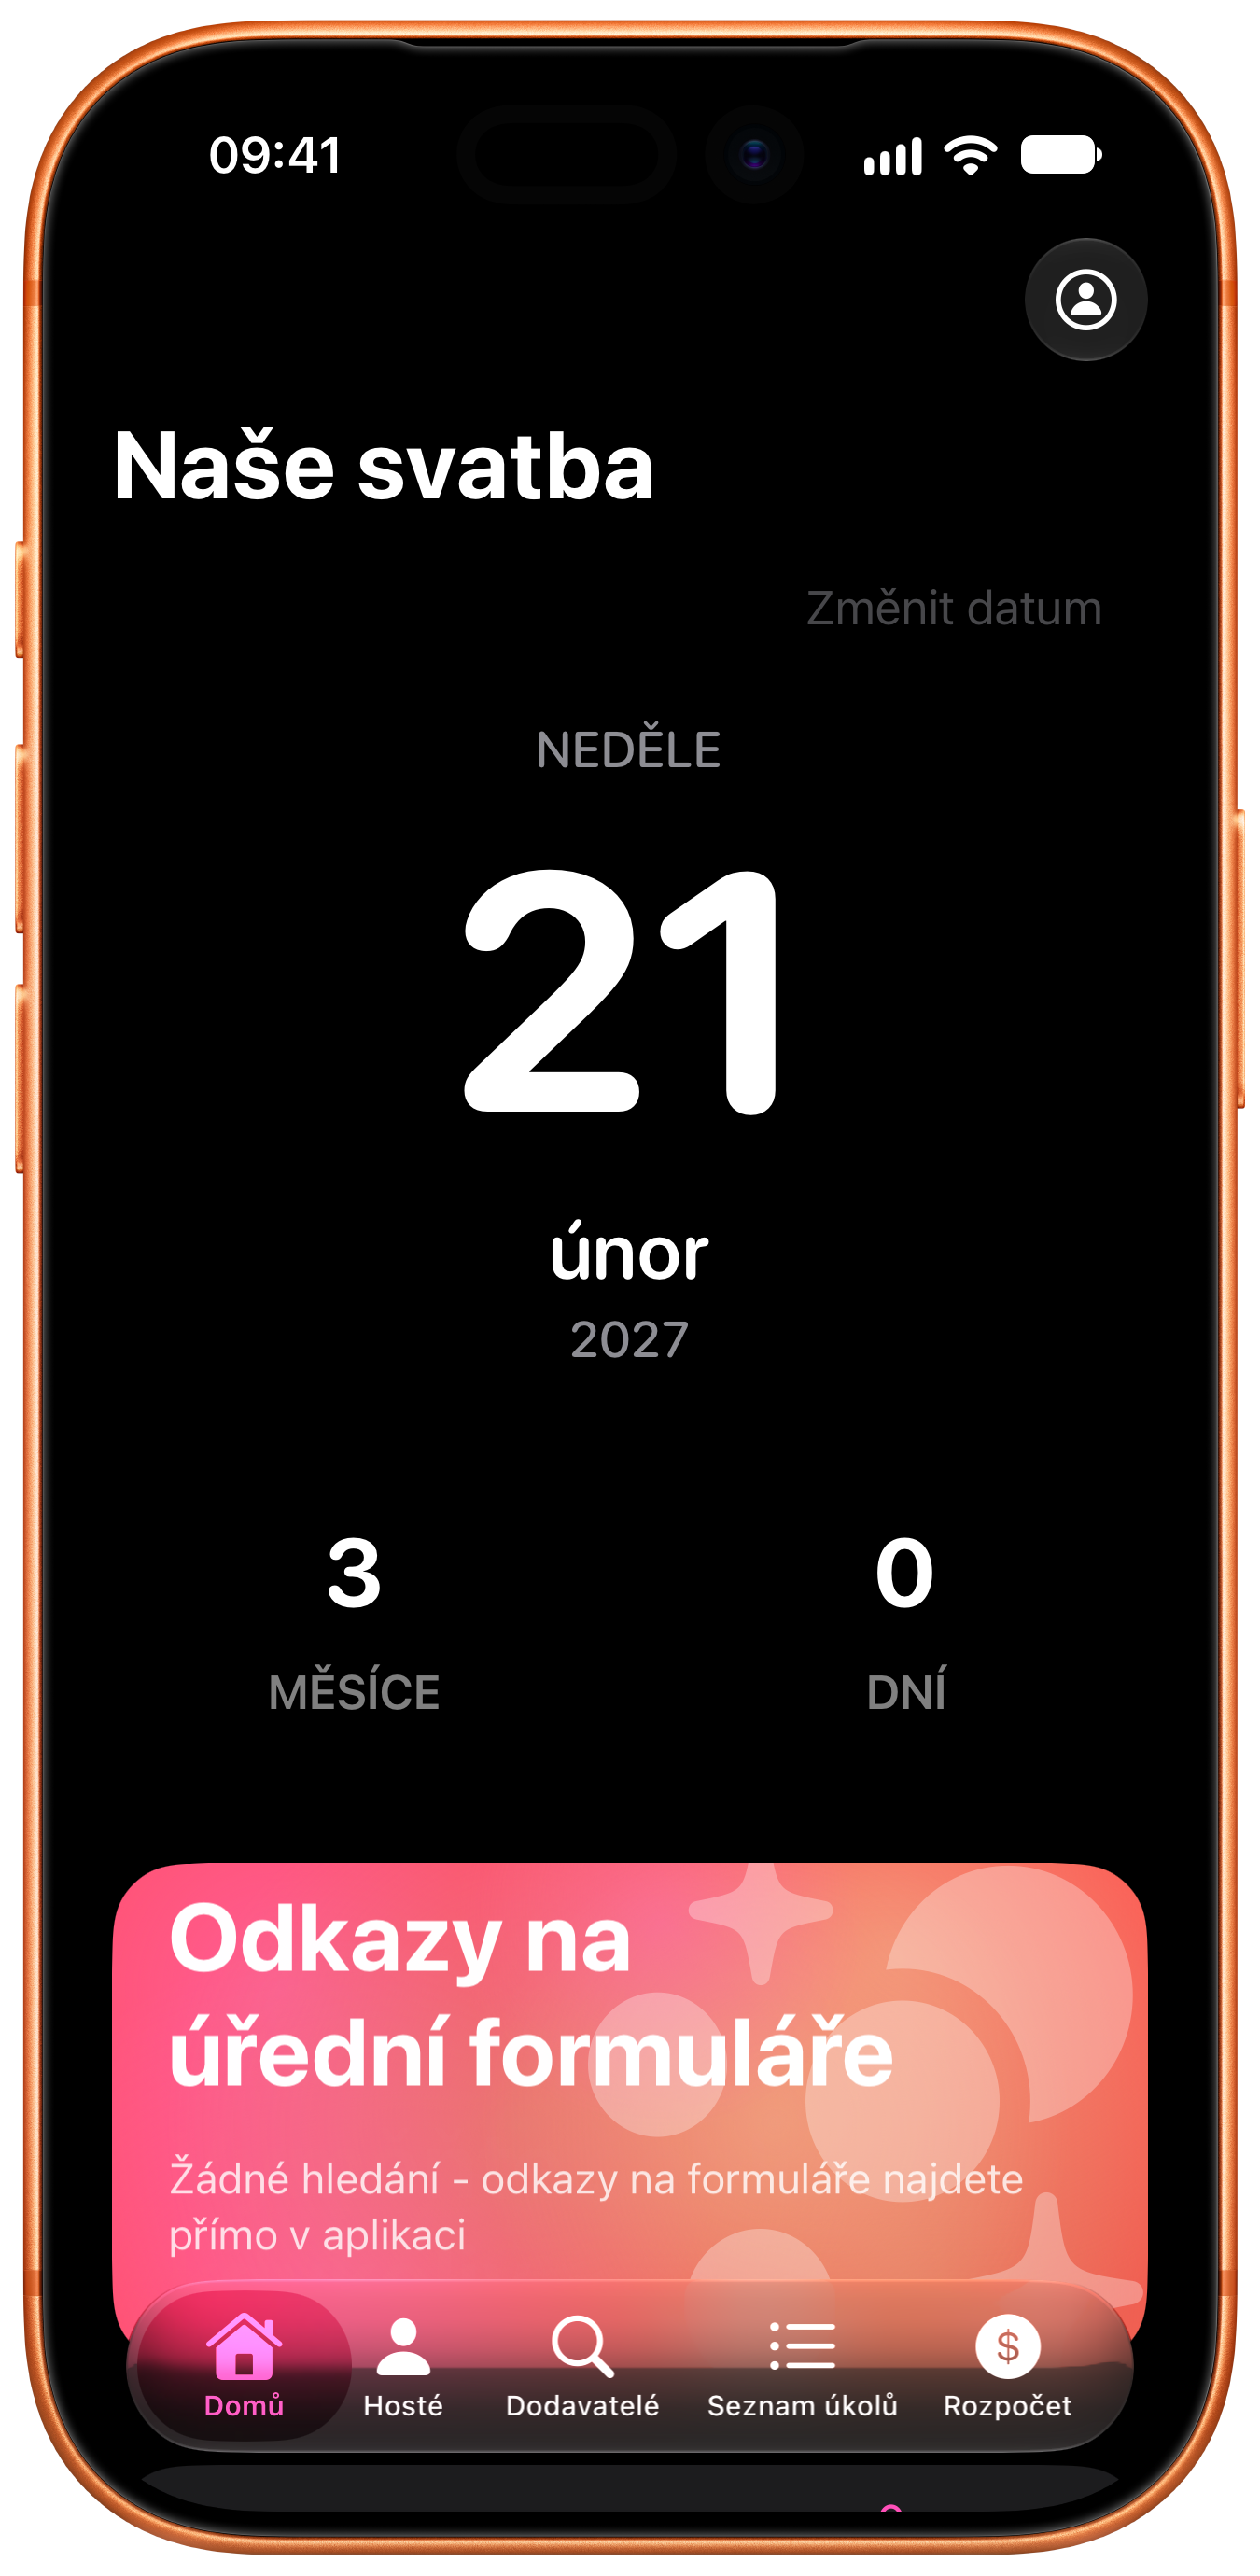 09:41
Naše svatba
Změnit datum
NEDĚLE
21
únor
2027
3
MĚSÍCE
0
DNÍ
Odkazy na
úřední formuláře
Žádné hledání - odkazy na formuláře najdete
přímo v aplikaci
Domů
Hosté
Dodavatelé
Seznam úkolů
Rozpočet